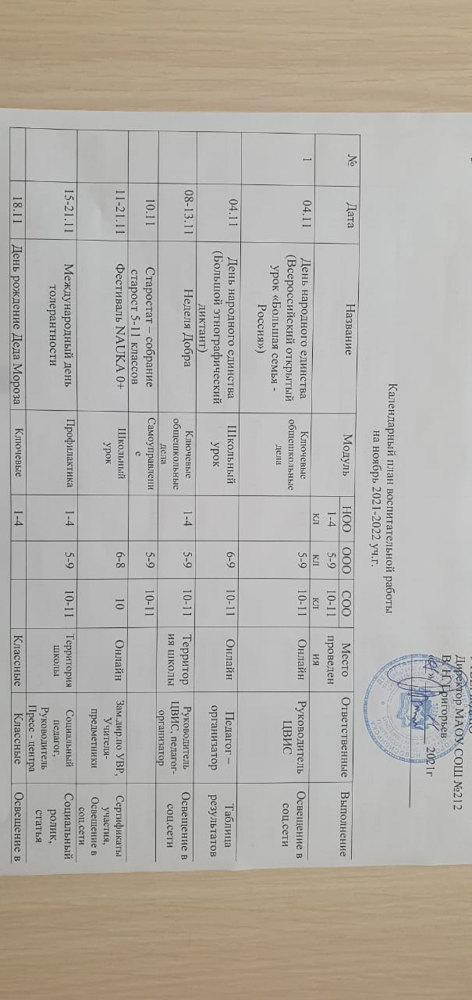 Директор МАОУ СОШ №212
В. Н. Григорьев
2021г
Календарный план воспитательной работы
на ноябрь 2021-2022 уч.г.
№ Дата Название Модуль НОО ООО СОО Место Ответственные Выполнение
1-4 5-9 10-11 проведен
кл кл кл ия
1 04.11 День народного единства Ключевые 5-9 10-11 Онлайн Руководитель Освещение в
(Всероссийский открытый общешкольные ЦВИС соц.сети
урок «Большая семья - дела
Россия»)
04.11 День народного единства Школьный 6-9 10-11 Онлайн Педагог – Таблица
(Большой этнографический урок организатор результатов
диктант)
08-13.11 Неделя Добра Ключевые 1-4 5-9 10-11 Территор Руководитель Освещение в
общешкольные ия школы ЦВИС, педагог- соц.сети
дела организатор
10.11 Старостат – собрание Самоуправлени 5-9 10-11
старост 5-11 классов е
11-21.11 Фестиваль NAUKA 0+ Школьный 6-8 10 Онлайн Зам.дир.по УВР, Сертификаты
урок Учителя- участия,
предметники Освещение в
соц.сети
15-21.11 Международный день Профилактика 1-4 5-9 10-11 Территория Социальный Социальный
толерантности школы педагог, ролик,
Руководитель статья
Пресс - центра
18.11 День рождение Деда Мороза Ключевые 1-4 Классные Классные Освещение в